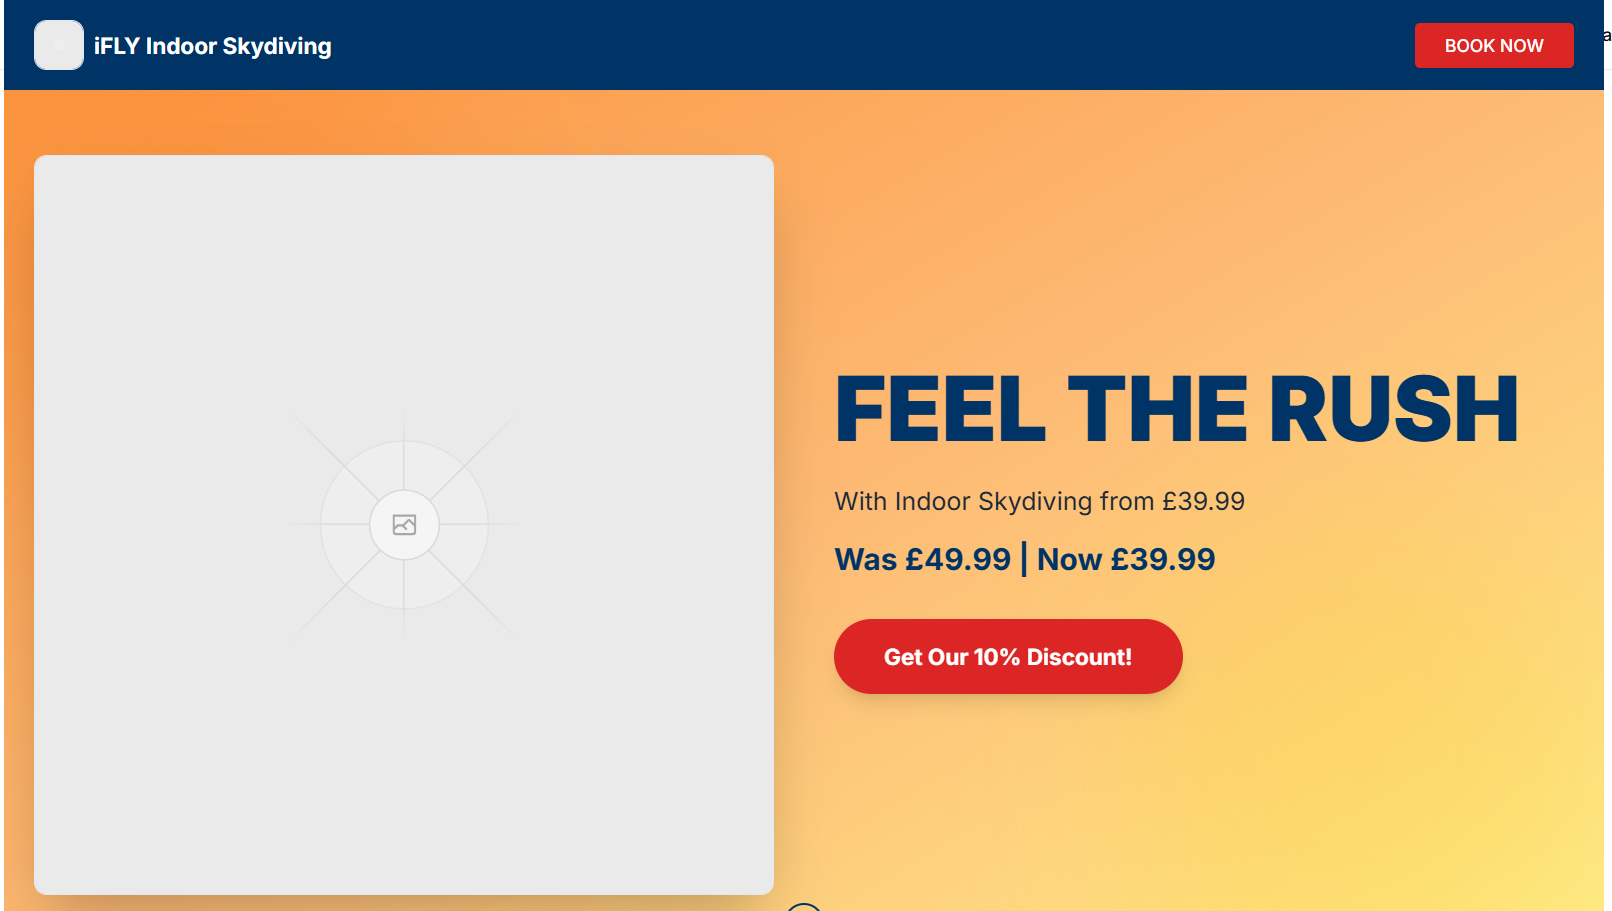 iFLY Indoor Skydiving
BOOK NOW
FEEL THE RUSH
With Indoor Skydiving from £39.99
Was £49.99 | Now £39.99
Get Our 10% Discount!